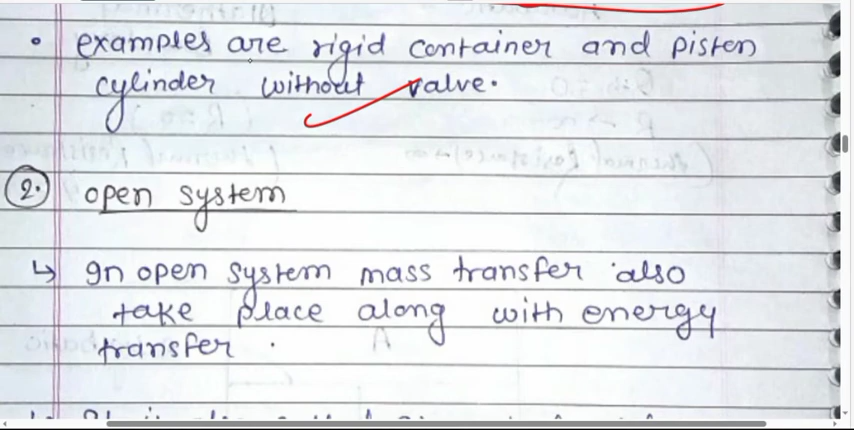 • examples are rigid container and pisten
cylinder without valve.
2. open system
↳ In open system mass transfer also
take place along with energy
transfer.